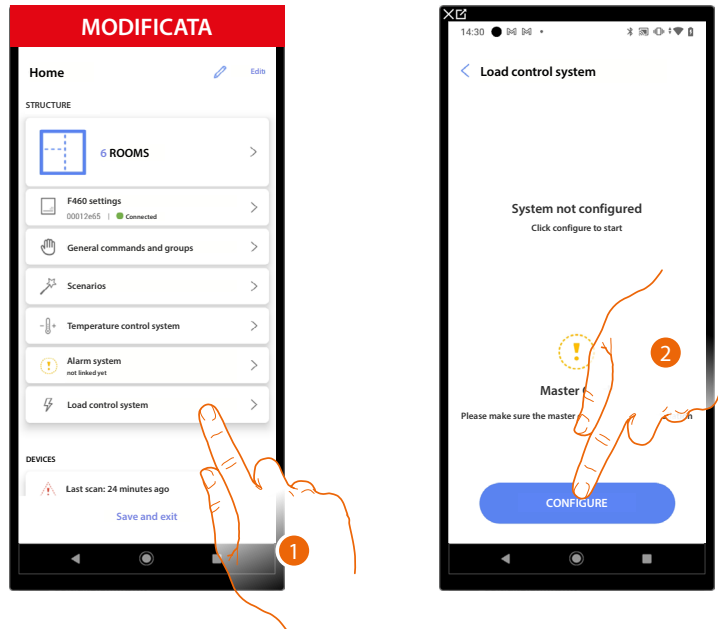 MODIFICATA
Home
Edit
STRUCTURE
6 ROOMS
F460 settings
00012e65 | Connected
General commands and groups
Scenarios
Temperature control system
Alarm system
not linked yet
Load control system
DEVICES
Last scan: 24 minutes ago
Save and exit
1
14:30
Load control system
System not configured
Click configure to start
2
Master
Please make sure the master
CONFIGURE